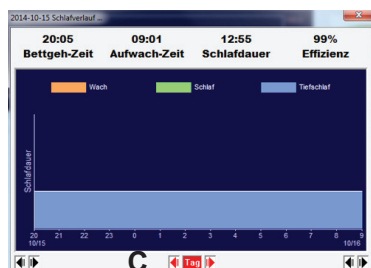 2014-10-15 Schlafverlauf ...
20:05 09:01 12:55 99%
Bettgeh-Zeit Aufwach-Zeit Schlafdauer Effizienz
Wach Schlaf Tiefschlaf
Schlafdauer
20 21 22 23 0 1 2 3 4 5 6 7 8 9
10/15 10/16
C Tag